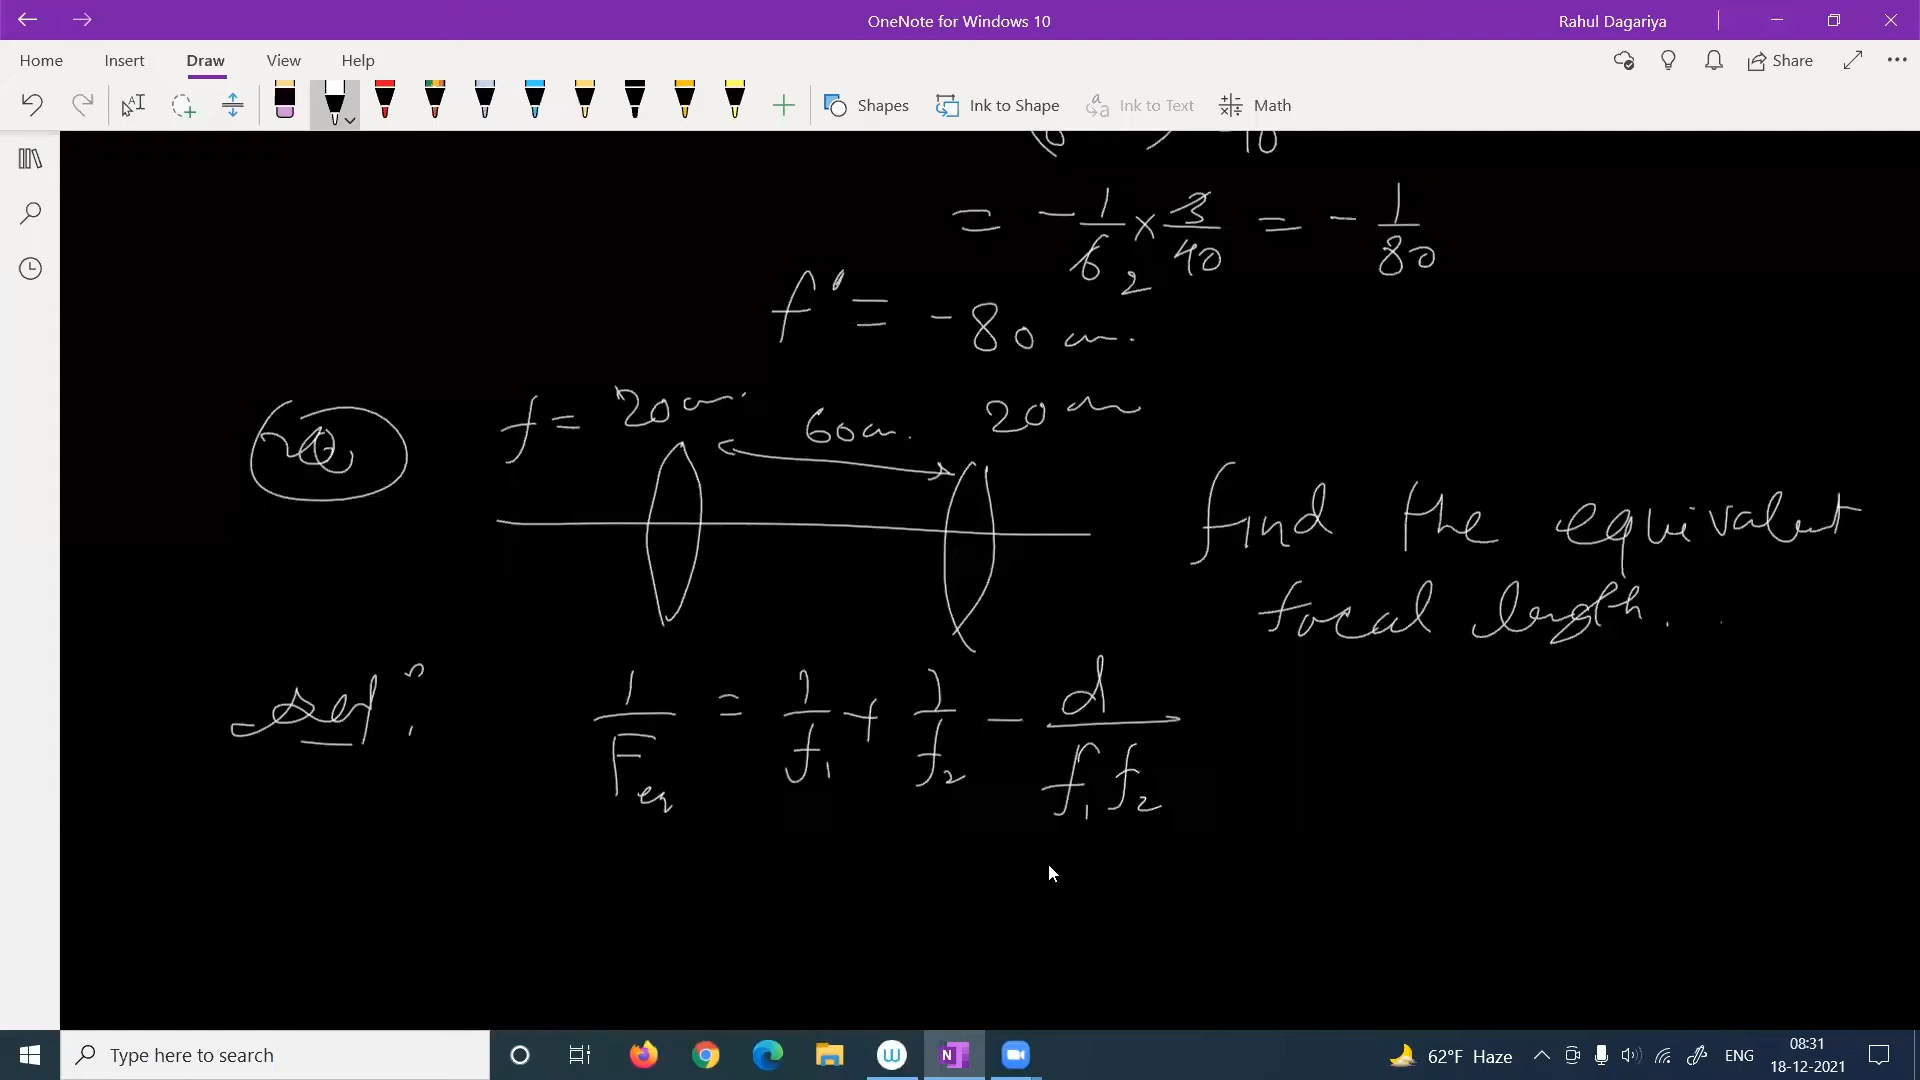 OneNote for Windows 10
Rahul Dagariya
Home Insert Draw View Help
Share
Shapes Ink to Shape Ink to Text Math
10
= - 1/6 2 × 3/40 = - 1/80
f' = -80 cm.
f = 20 cm. 60 cm. 20 cm
find the equivalent
focal length.
sol :
1/Feq = 1/f₁ + 1/f₂ - d/f₁f₂
Type here to search
62°F Haze
ENG
08:31
18-12-2021